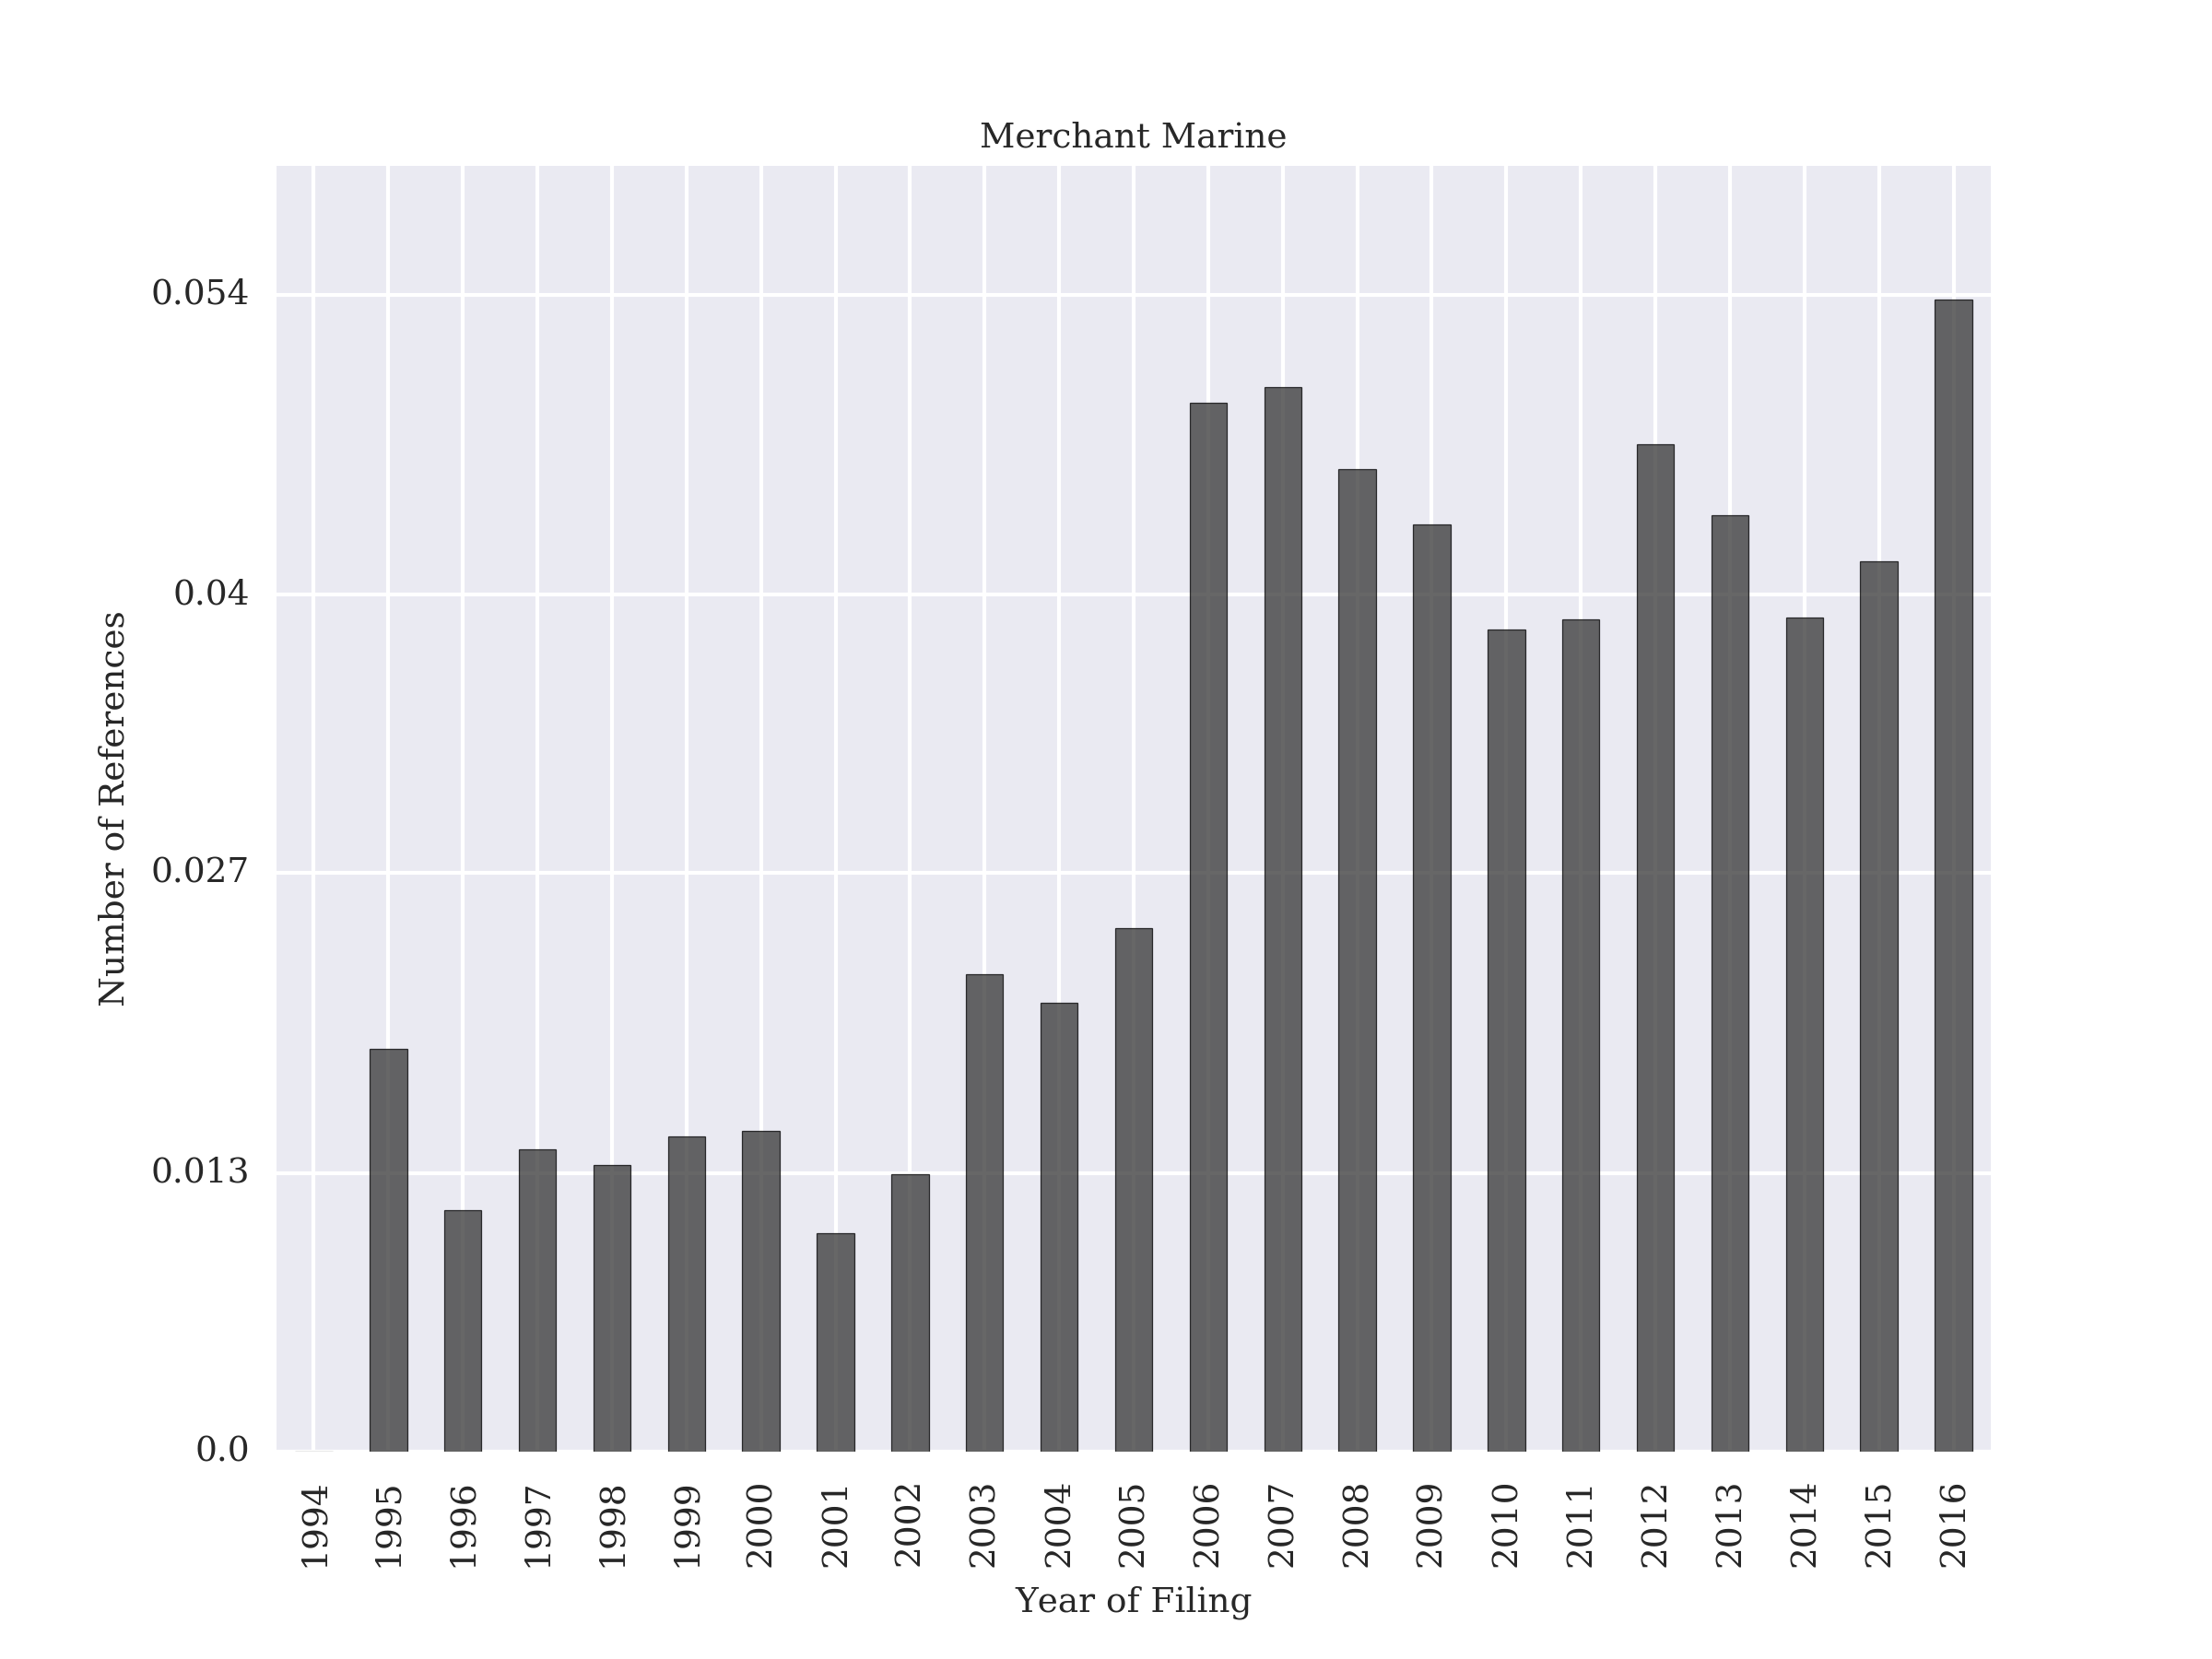 Merchant Marine
0.054
0.04
0.027
0.013
0.0
Number of References
1994 1995 1996 1997 1998 1999 2000 2001 2002 2003 2004 2005 2006 2007 2008 2009 2010 2011 2012 2013 2014 2015 2016
Year of Filing